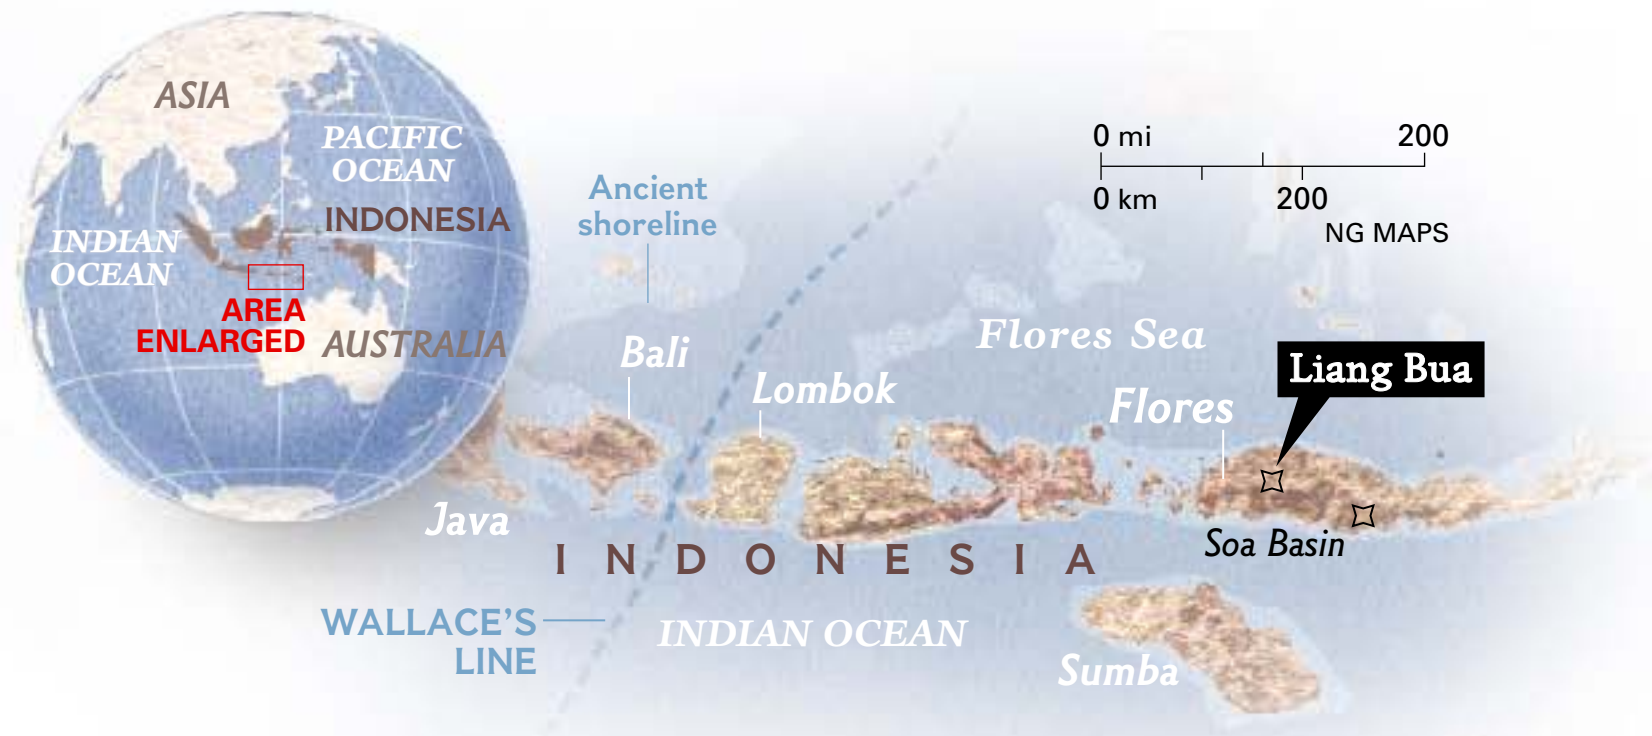 ASIA
PACIFIC
OCEAN
INDONESIA
INDIAN
OCEAN
AREA
ENLARGED
AUSTRALIA
Ancient
shoreline
0 mi 200
0 km 200
NG MAPS
Flores Sea
Bali
Lombok
Flores
Liang Bua
Java
Soa Basin
INDONESIA
WALLACE'S
LINE
INDIAN OCEAN
Sumba